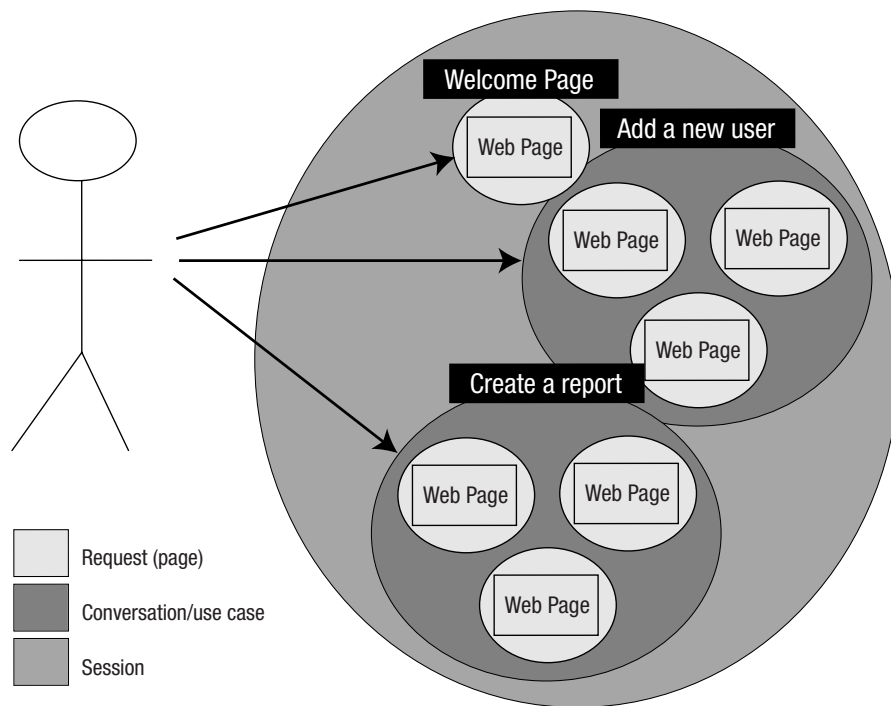 Welcome Page
Web Page
Add a new user
Web Page
Web Page
Web Page
Create a report
Web Page
Web Page
Web Page
Request (page)
Conversation/use case
Session